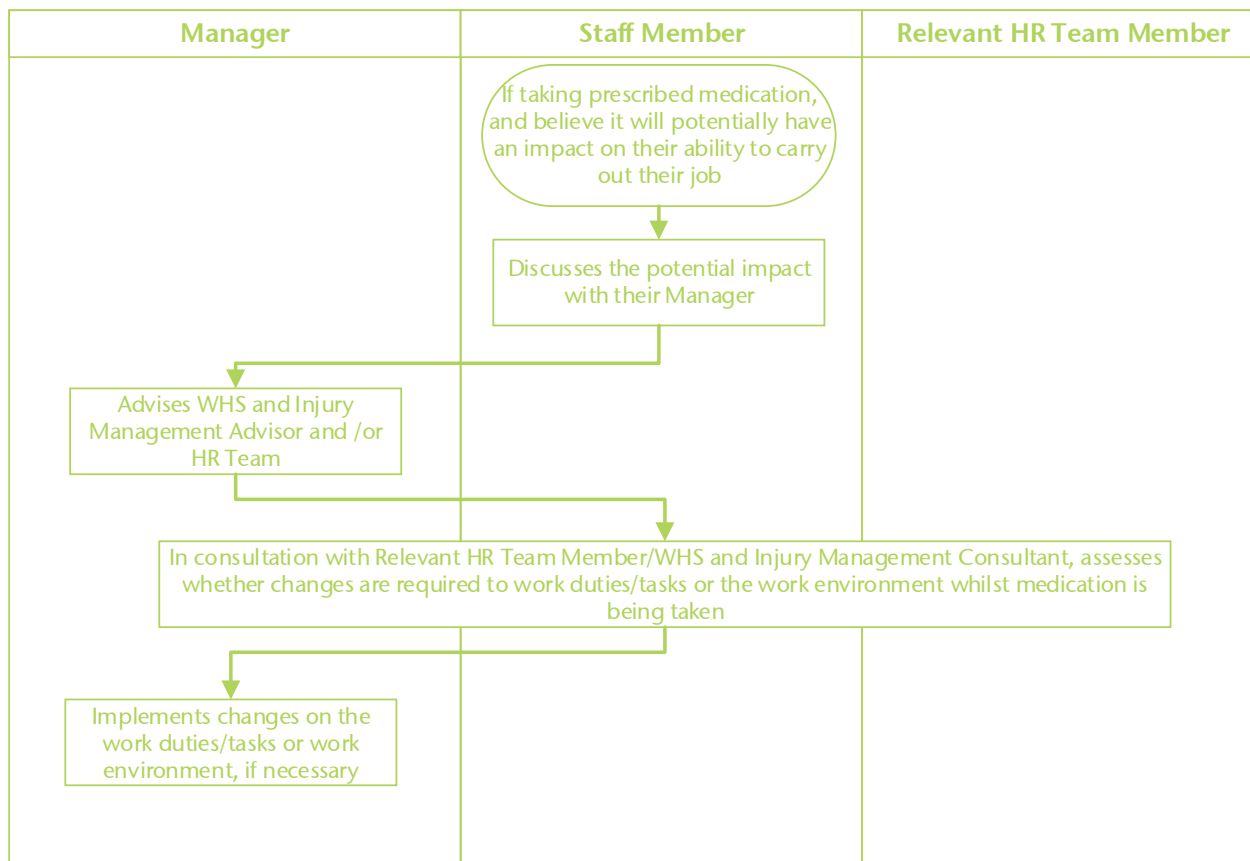 Manager
Staff Member
Relevant HR Team Member
If taking prescribed medication,
and believe it will potentially have
an impact on their ability to carry
out their job
Discusses the potential impact
with their Manager
Advises WHS and Injury
Management Advisor and /or
HR Team
In consultation with Relevant HR Team Member/WHS and Injury Management Consultant, assesses
whether changes are required to work duties/tasks or the work environment whilst medication is
being taken
Implements changes on the
work duties/tasks or work
environment, if necessary